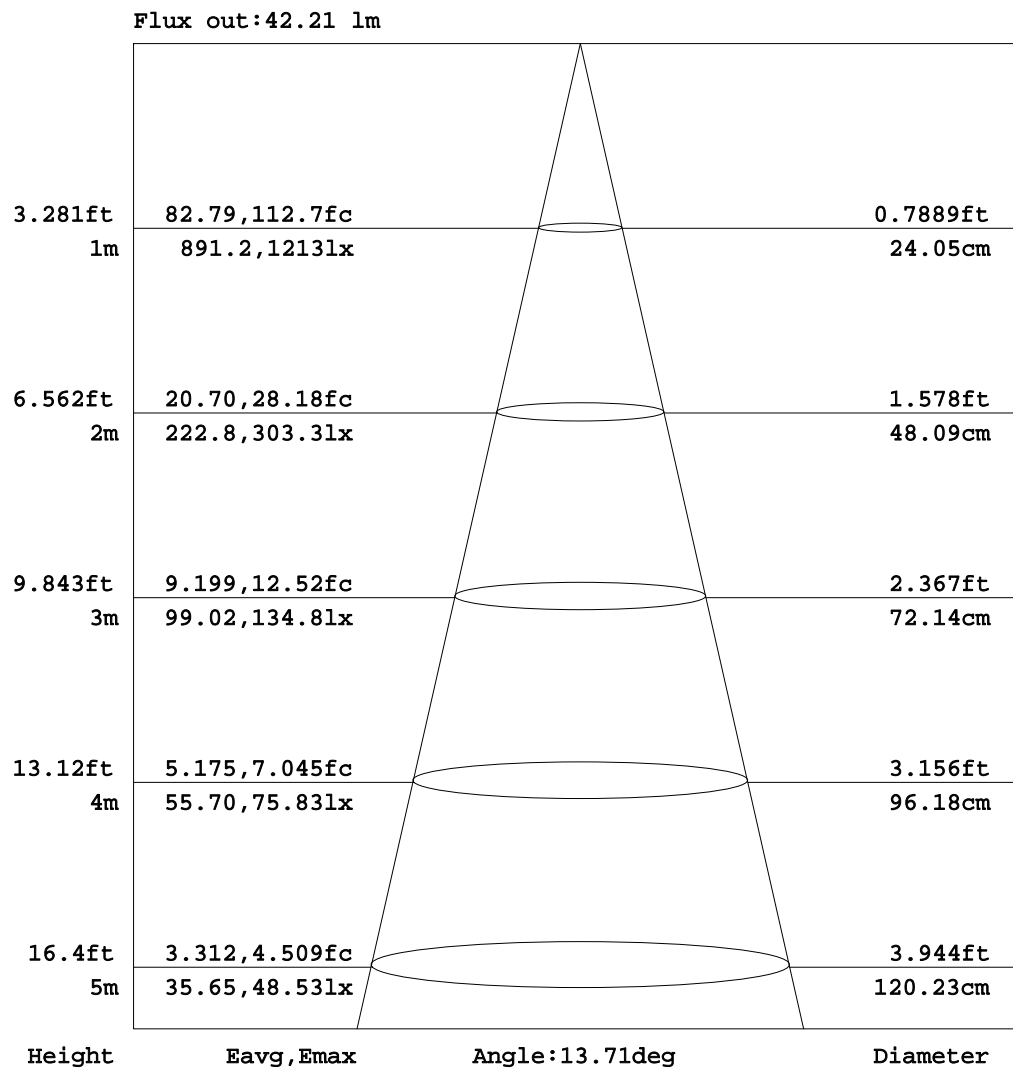 Flux out:42.21 lm
3.281ft 82.79,112.7fc 0.7889ft
1m 891.2,1213lx 24.05cm
6.562ft 20.70,28.18fc 1.578ft
2m 222.8,303.3lx 48.09cm
9.843ft 9.199,12.52fc 2.367ft
3m 99.02,134.8lx 72.14cm
13.12ft 5.175,7.045fc 3.156ft
4m 55.70,75.83lx 96.18cm
16.4ft 3.312,4.509fc 3.944ft
5m 35.65,48.53lx 120.23cm
Height Eavg,Emax Angle:13.71deg Diameter